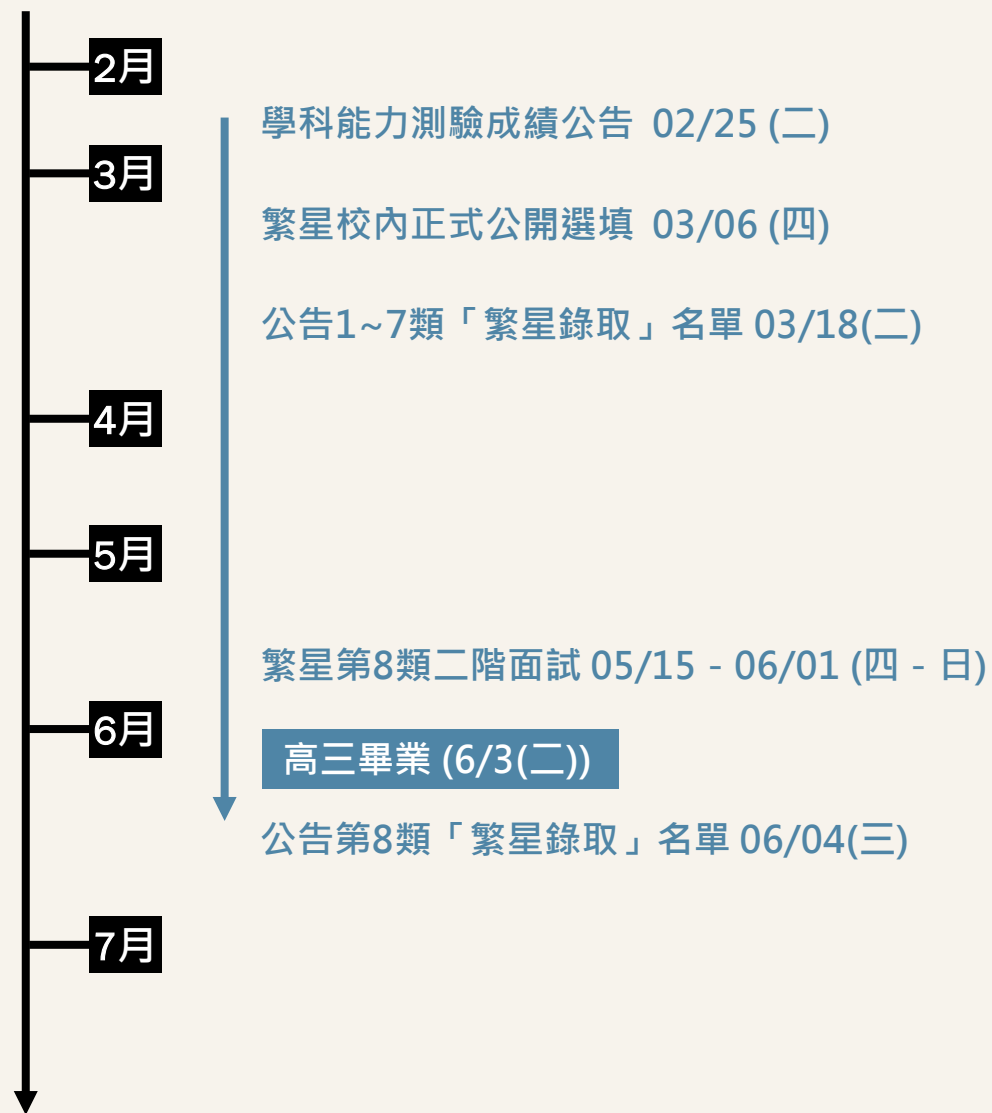 2月
學科能力測驗成績公告 02/25 (二)
3月
繁星校內正式公開選填 03/06 (四)
公告1~7類「繁星錄取」名單 03/18(二)
4月
5月
繁星第8類二階面試 05/15 - 06/01 (四 - 日)
6月
高三畢業 (6/3(二))
公告第8類「繁星錄取」名單 06/04(三)
7月